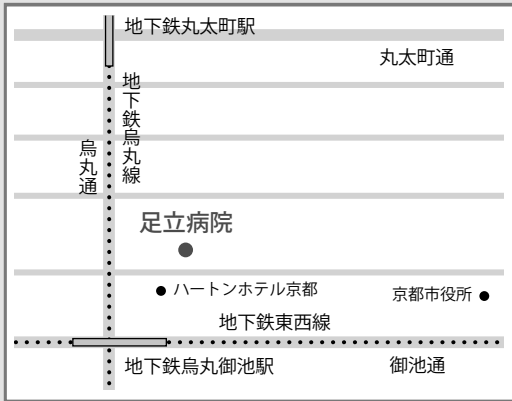 地下鉄丸太町駅
丸太町通
地下鉄烏丸線
烏丸通
足立病院
ハートンホテル京都
京都市役所
地下鉄東西線
地下鉄烏丸御池駅
御池通